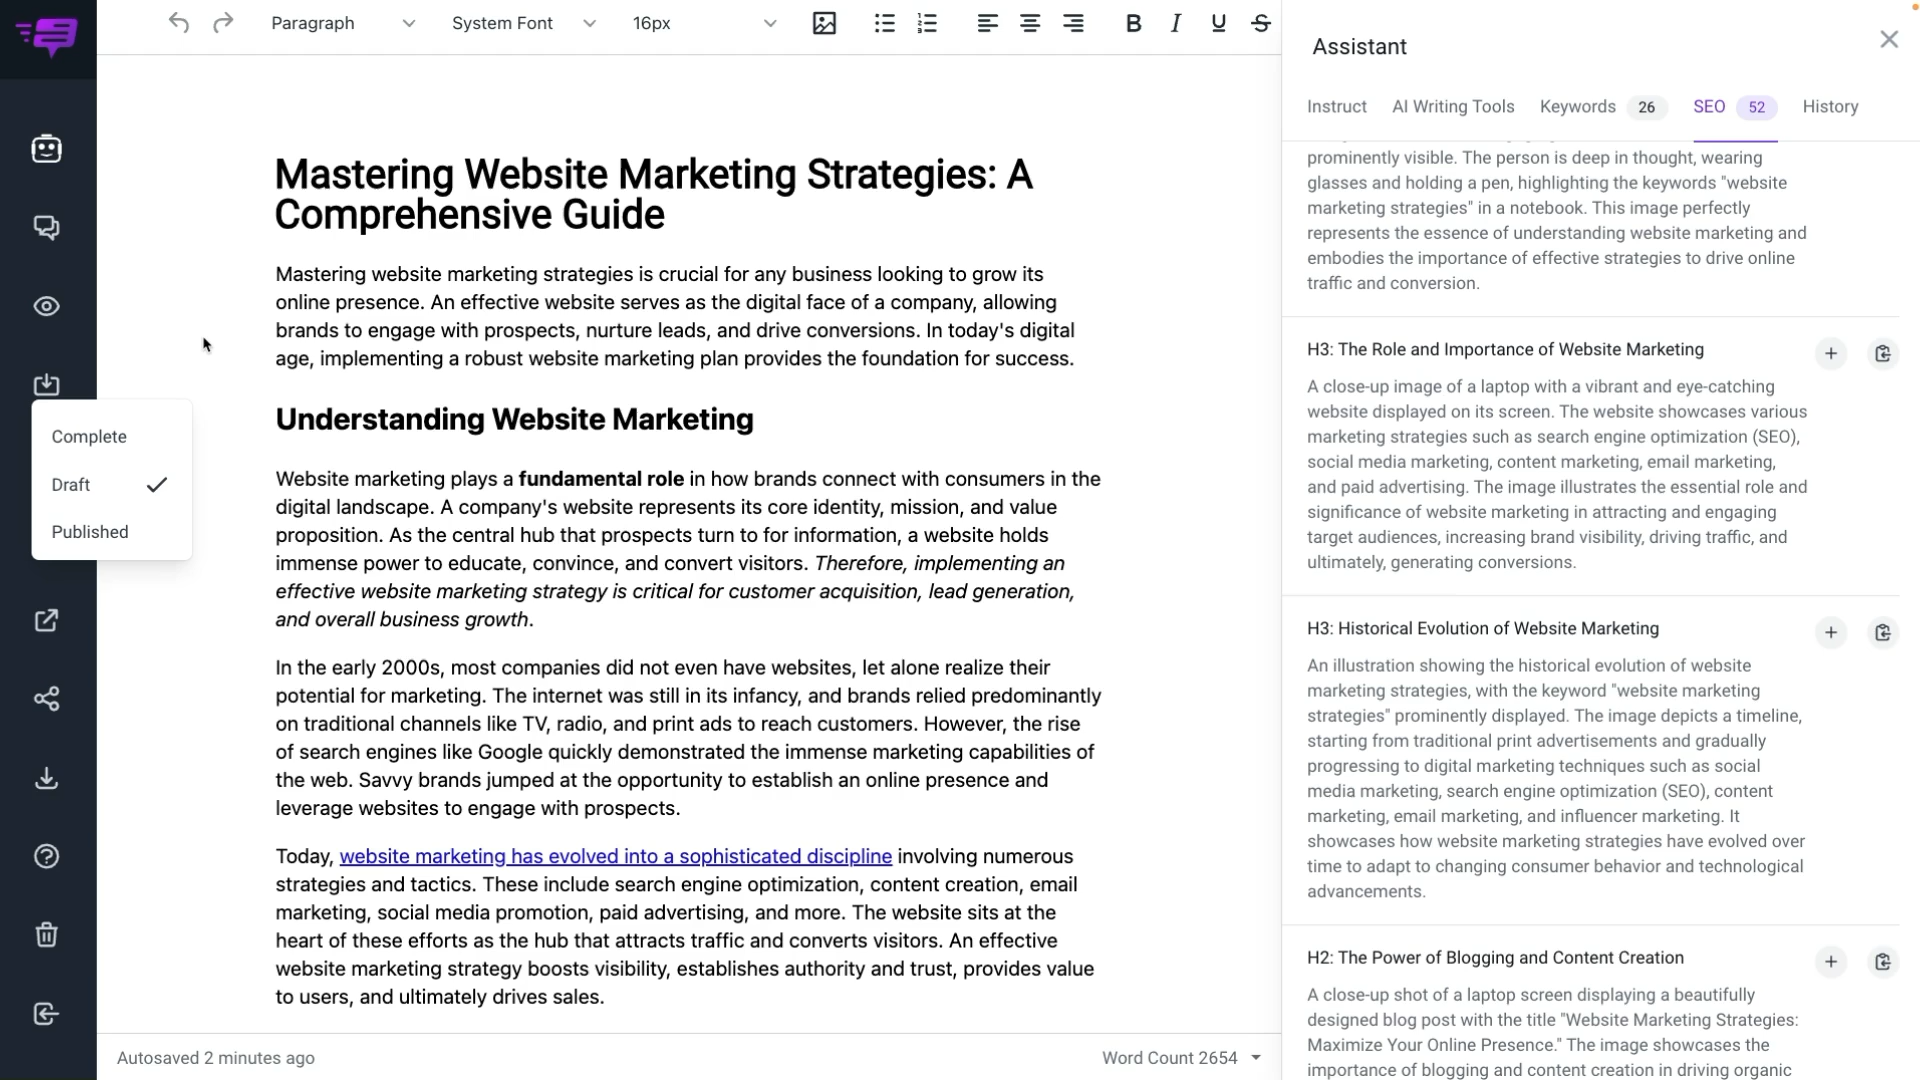 Paragraph
System Font
16px
B
I
U
S
Assistant
Instruct
AI Writing Tools
Keywords 26
SEO 52
History
Complete
Draft
Published
Mastering Website Marketing Strategies: A
Comprehensive Guide
Mastering website marketing strategies is crucial for any business looking to grow its
online presence. An effective website serves as the digital face of a company, allowing
brands to engage with prospects, nurture leads, and drive conversions. In today's digital
age, implementing a robust website marketing plan provides the foundation for success.
Understanding Website Marketing
Website marketing plays a fundamental role in how brands connect with consumers in the
digital landscape. A company's website represents its core identity, mission, and value
proposition. As the central hub that prospects turn to for information, a website holds
immense power to educate, convince, and convert visitors. Therefore, implementing an
effective website marketing strategy is critical for customer acquisition, lead generation,
and overall business growth.
In the early 2000s, most companies did not even have websites, let alone realize their
potential for marketing. The internet was still in its infancy, and brands relied predominantly
on traditional channels like TV, radio, and print ads to reach customers. However, the rise
of search engines like Google quickly demonstrated the immense marketing capabilities of
the web. Savvy brands jumped at the opportunity to establish an online presence and
leverage websites to engage with prospects.
Today, website marketing has evolved into a sophisticated discipline involving numerous
strategies and tactics. These include search engine optimization, content creation, email
marketing, social media promotion, paid advertising, and more. The website sits at the
heart of these efforts as the hub that attracts traffic and converts visitors. An effective
website marketing strategy boosts visibility, establishes authority and trust, provides value
to users, and ultimately drives sales.
Autosaved 2 minutes ago
Word Count 2654
prominently visible. The person is deep in thought, wearing
glasses and holding a pen, highlighting the keywords "website
marketing strategies" in a notebook. This image perfectly
represents the essence of understanding website marketing and
embodies the importance of effective strategies to drive online
traffic and conversion.
H3: The Role and Importance of Website Marketing
A close-up image of a laptop with a vibrant and eye-catching
website displayed on its screen. The website showcases various
marketing strategies such as search engine optimization (SEO),
social media marketing, content marketing, email marketing,
and paid advertising. The image illustrates the essential role and
significance of website marketing in attracting and engaging
target audiences, increasing brand visibility, driving traffic, and
ultimately, generating conversions.
H3: Historical Evolution of Website Marketing
An illustration showing the historical evolution of website
marketing strategies, with the keyword "website marketing
strategies" prominently displayed. The image depicts a timeline,
starting from traditional print advertisements and gradually
progressing to digital marketing techniques such as social
media marketing, search engine optimization (SEO), content
marketing, email marketing, and influencer marketing. It
showcases how website marketing strategies have evolved over
time to adapt to changing consumer behavior and technological
advancements.
H2: The Power of Blogging and Content Creation
A close-up shot of a laptop screen displaying a beautifully
designed blog post with the title "Website Marketing Strategies:
Maximize Your Online Presence." The image showcases the
importance of blogging and content creation in driving organic